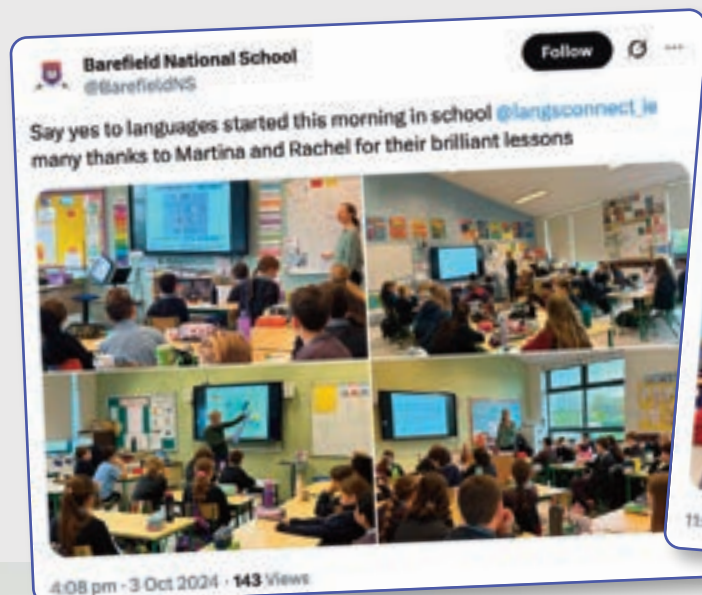 Barefield National School
@BarefieldNS
Follow
Say yes to languages started this morning in school @langsconnect_ie
many thanks to Martina and Rachel for their brilliant lessons
4:08 pm · 3 Oct 2024 · 143 Views